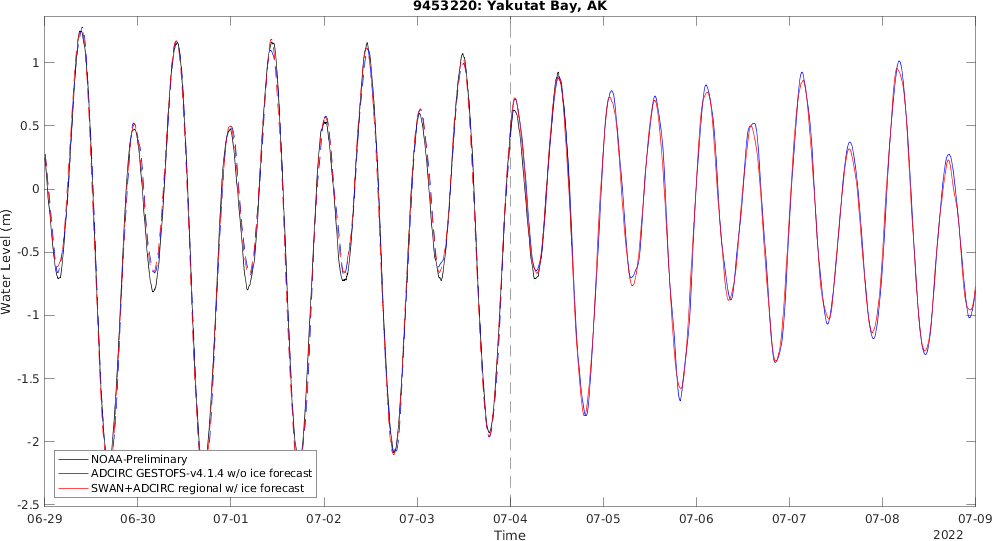 9453220: Yakutat Bay, AK
Water Level (m)
1
0.5
0
-0.5
-1
-1.5
-2
-2.5
NOAA-Preliminary
ADCIRC GESTOFS-v4.1.4 w/o ice forecast
SWAN+ADCIRC regional w/ ice forecast
06-29 06-30 07-01 07-02 07-03 07-04 07-05 07-06 07-07 07-08 07-09
Time
2022